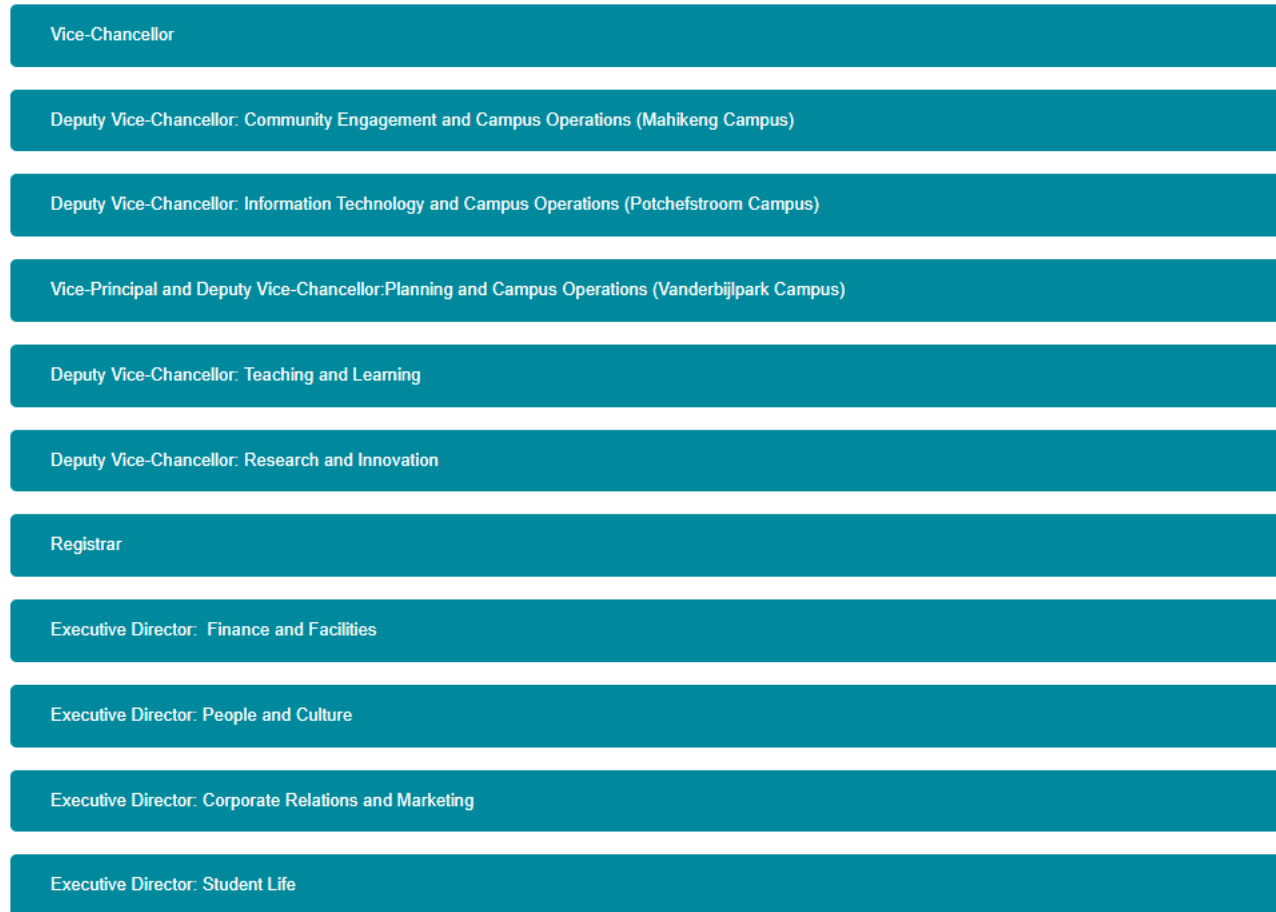 Vice-Chancellor
Deputy Vice-Chancellor: Community Engagement and Campus Operations (Mahikeng Campus)
Deputy Vice-Chancellor: Information Technology and Campus Operations (Potchefstroom Campus)
Vice-Principal and Deputy Vice-Chancellor:Planning and Campus Operations (Vanderbijlpark Campus)
Deputy Vice-Chancellor: Teaching and Learning
Deputy Vice-Chancellor: Research and Innovation
Registrar
Executive Director:  Finance and Facilities
Executive Director: People and Culture
Executive Director: Corporate Relations and Marketing
Executive Director: Student Life